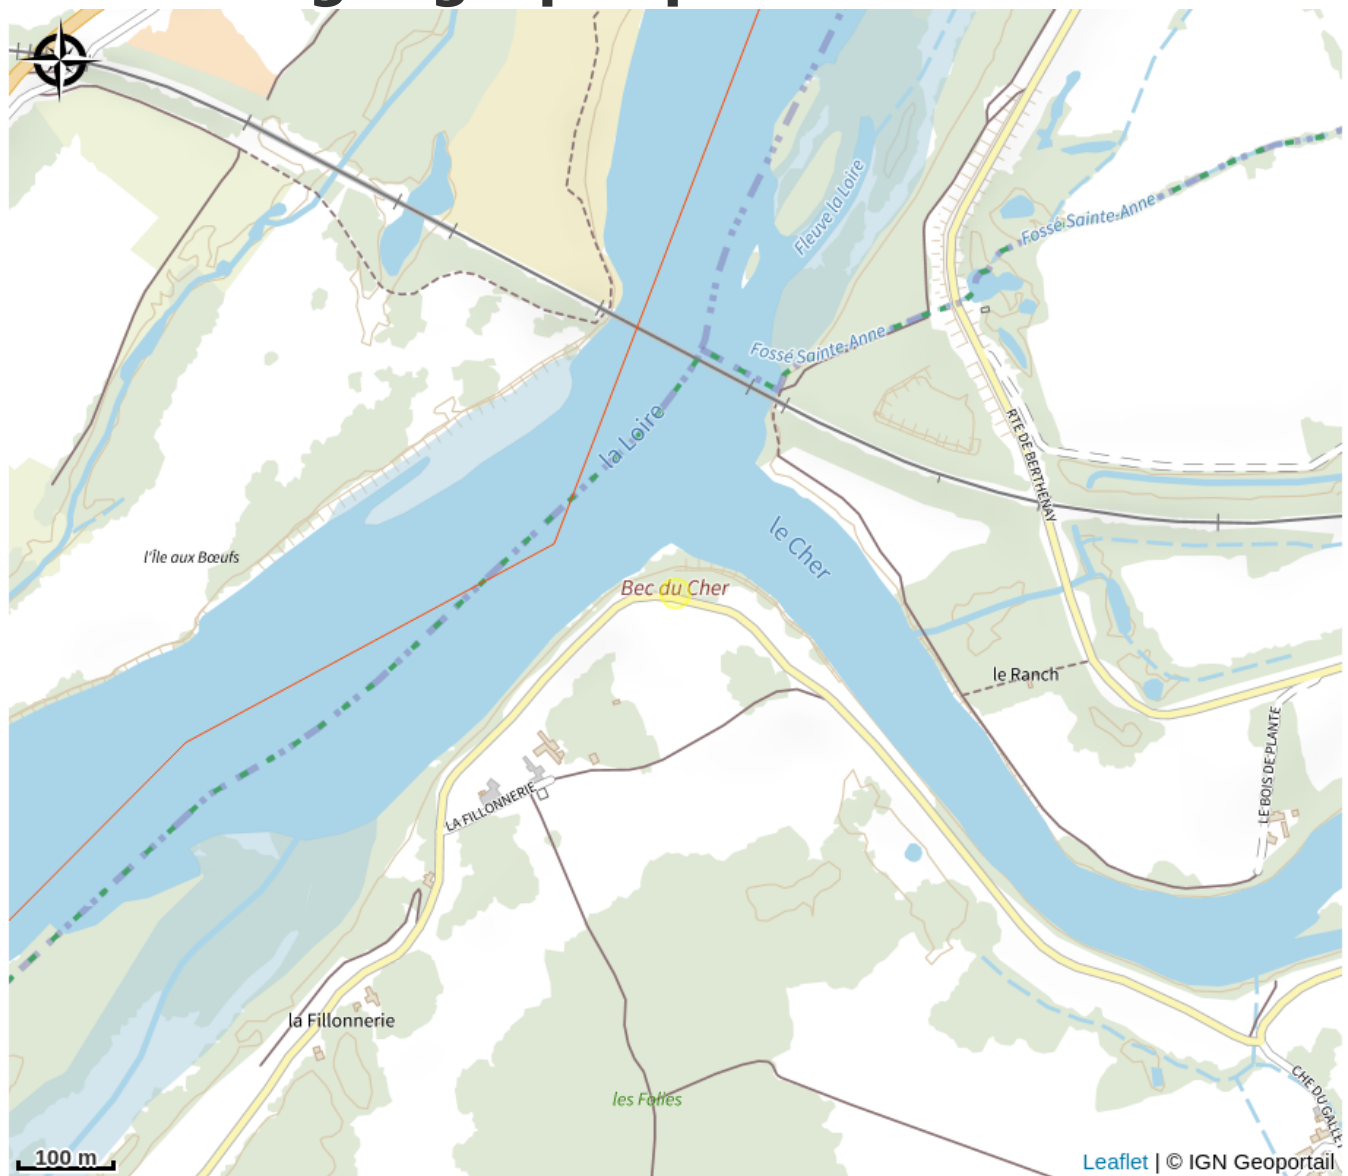 Fleuve la Loire
Fossé Sainte-Anne
Fossé Sainte-Anne
la Loire
RTE DE BERTHENAY
le Cher
l'Île aux Bœufs
Bec du Cher
le Ranch
LE BOIS DE PLANTE
LA FILLONNERIE
la Fillonnerie
les Folles
CHE DU GALLET
100 m
Leaflet | © IGN Geoportail